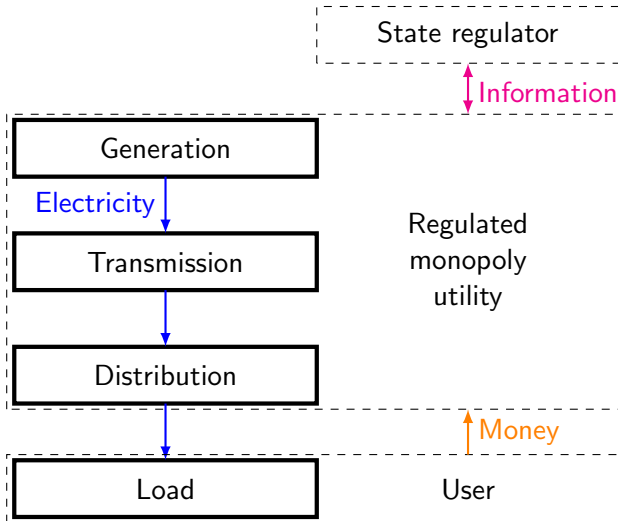 State regulator
Information
Generation
Electricity
Transmission
Regulated
monopoly
utility
Distribution
Money
Load
User